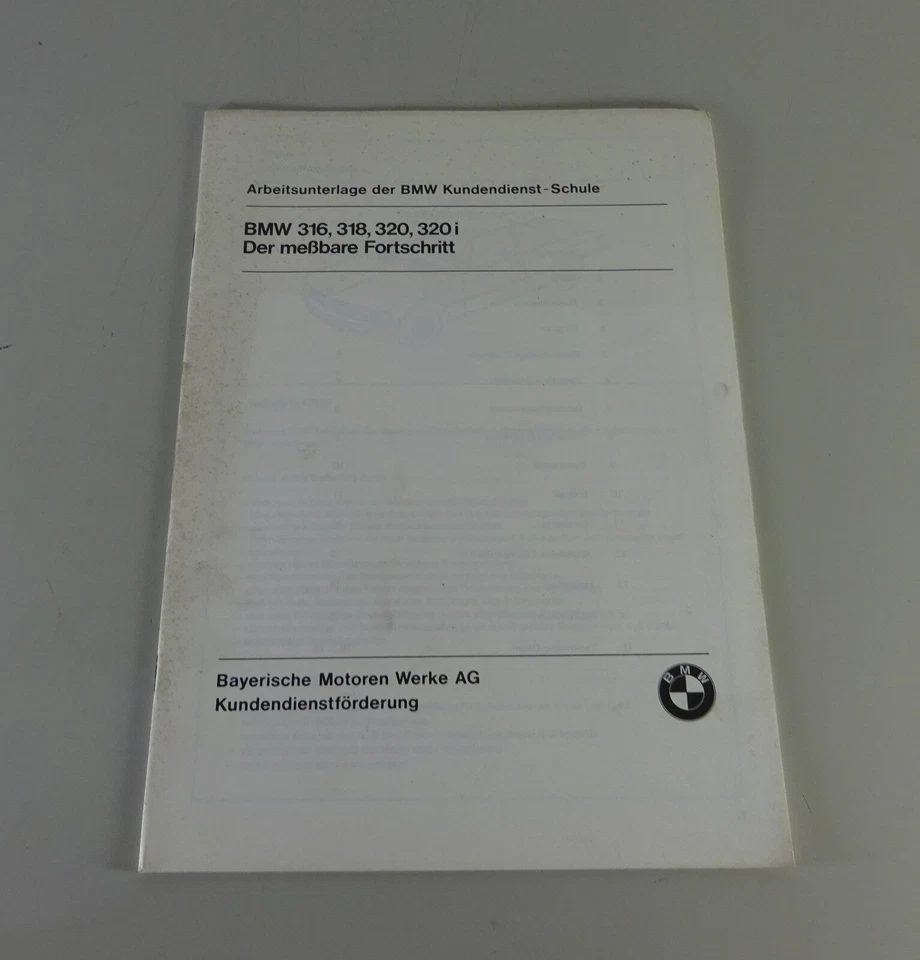 Arbeitsunterlage der BMW Kundendienst-Schule
BMW 316, 318, 320, 320 i
Der meßbare Fortschritt
Bayerische Motoren Werke AG
Kundendienstförderung
BMW